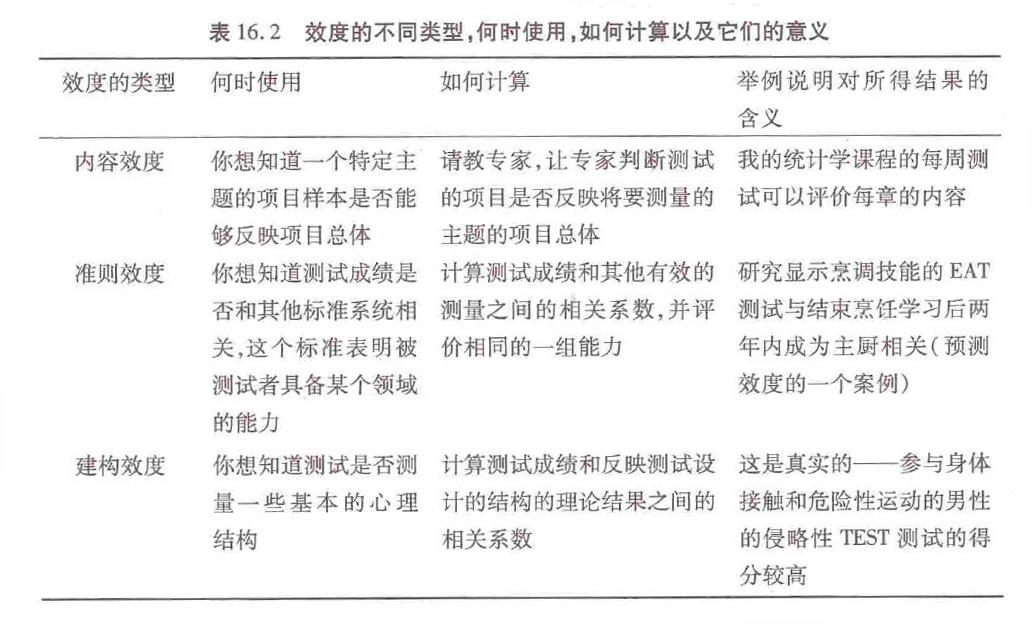 表 16.2 效度的不同类型,何时使用,如何计算以及它们的意义
效度的类型 何时使用 如何计算 举例说明对所得结果的
含义
内容效度 你想知道一个特定主 请教专家,让专家判断测试 我的统计学课程的每周测
题的项目样本是否能 的项目是否反映将要测量的 试可以评价每章的内容
够反映项目总体 主题的项目总体
准则效度 你想知道测试成绩是 计算测试成绩和其他有效的 研究显示烹调技能的 EAT
否和其他标准系统相 测量之间的相关系数,并评 测试与结束烹饪学习后两
关,这个标准表明被 价相同的一组能力 年内成为主厨相关(预测
测试者具备某个领域 效度的一个案例)
的能力
建构效度 你想知道测试是否测 计算测试成绩和反映测试设 这是真实的——参与身体
量一些基本的心理 计的结构的理论结果之间的 接触和危险性运动的男性
结构 相关系数 的侵略性 TEST 测试的得
分较高